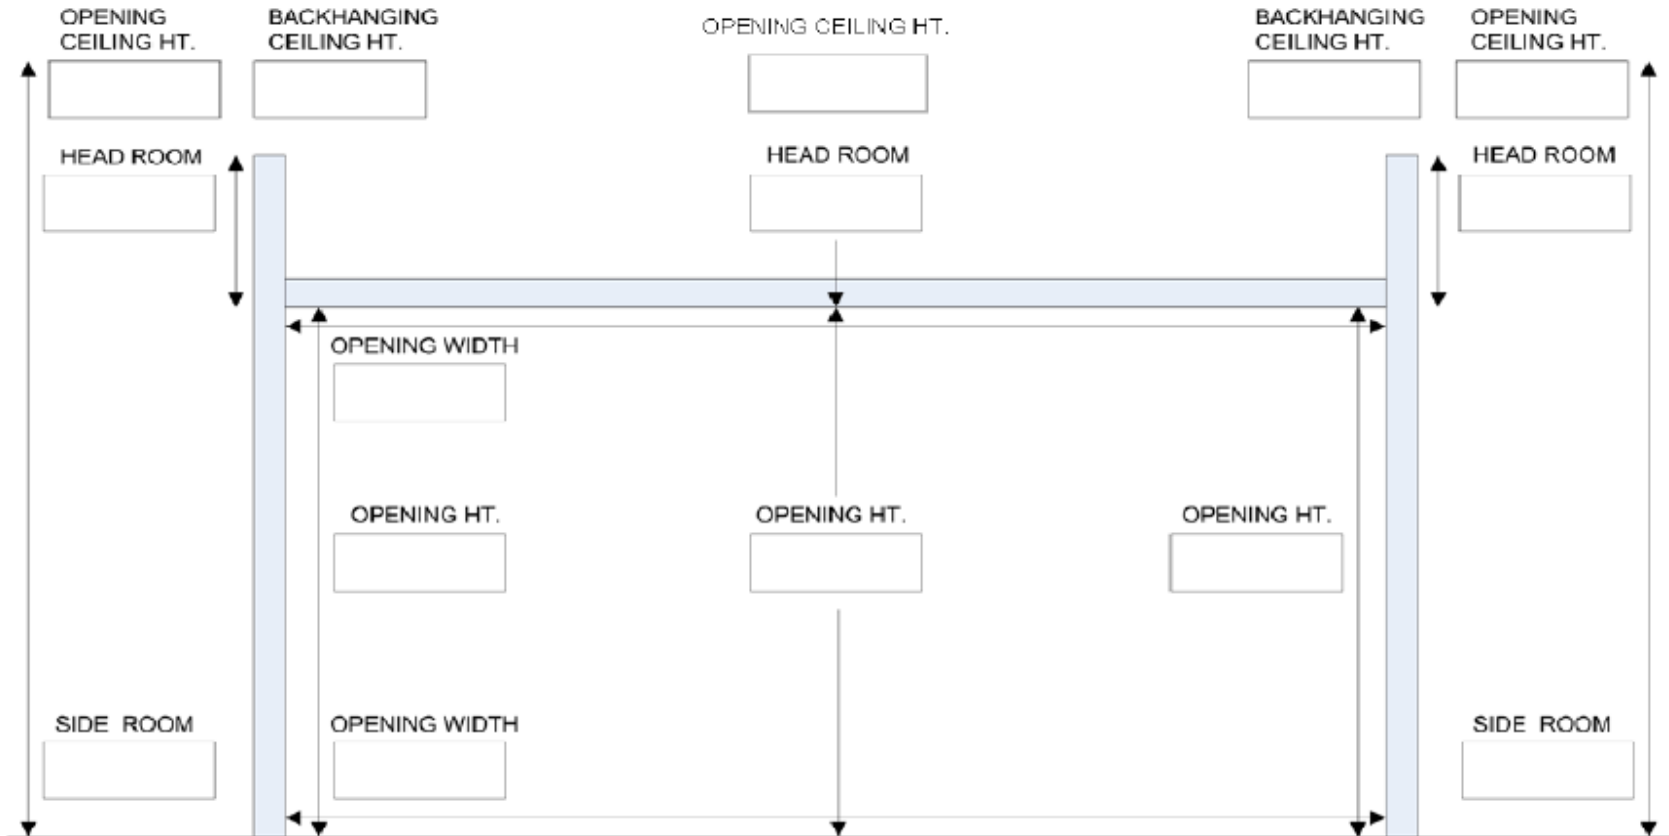 OPENING
CEILING HT.
BACKHANGING
CEILING HT.
OPENING CEILING HT.
BACKHANGING
CEILING HT.
OPENING
CEILING HT.
HEAD ROOM
HEAD ROOM
HEAD ROOM
OPENING WIDTH
OPENING HT.
OPENING HT.
OPENING HT.
SIDE ROOM
OPENING WIDTH
SIDE ROOM